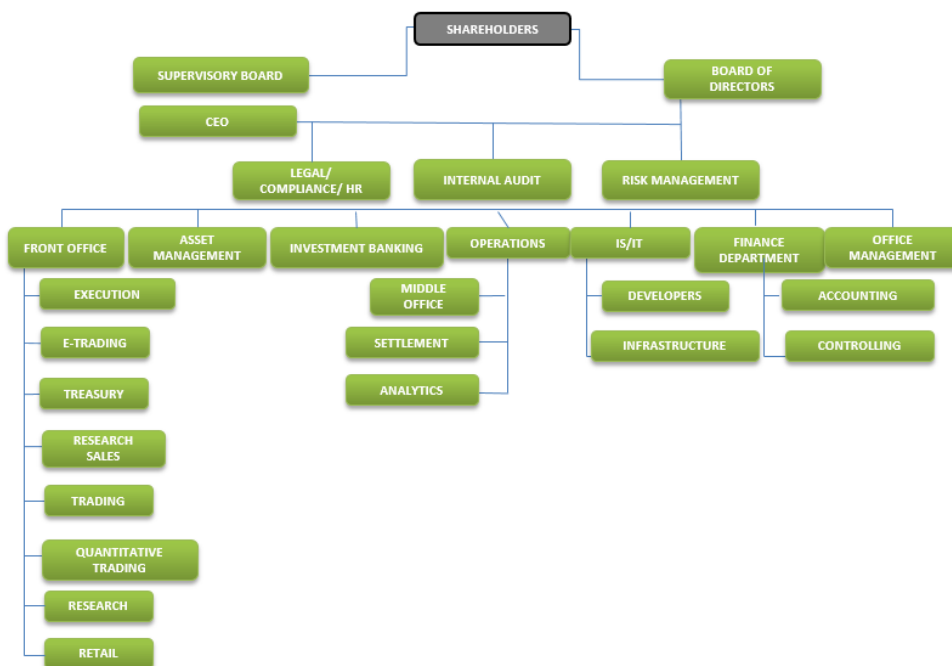 SHAREHOLDERS
SUPERVISORY BOARD
BOARD OF
DIRECTORS
CEO
LEGAL/
COMPLIANCE/ HR
INTERNAL AUDIT
RISK MANAGEMENT
FRONT OFFICE
ASSET
MANAGEMENT
INVESTMENT BANKING
OPERATIONS
IS/IT
FINANCE
DEPARTMENT
OFFICE
MANAGEMENT
EXECUTION
E-TRADING
TREASURY
RESEARCH
SALES
TRADING
QUANTITATIVE
TRADING
RESEARCH
RETAIL
MIDDLE
OFFICE
SETTLEMENT
ANALYTICS
DEVELOPERS
INFRASTRUCTURE
ACCOUNTING
CONTROLLING